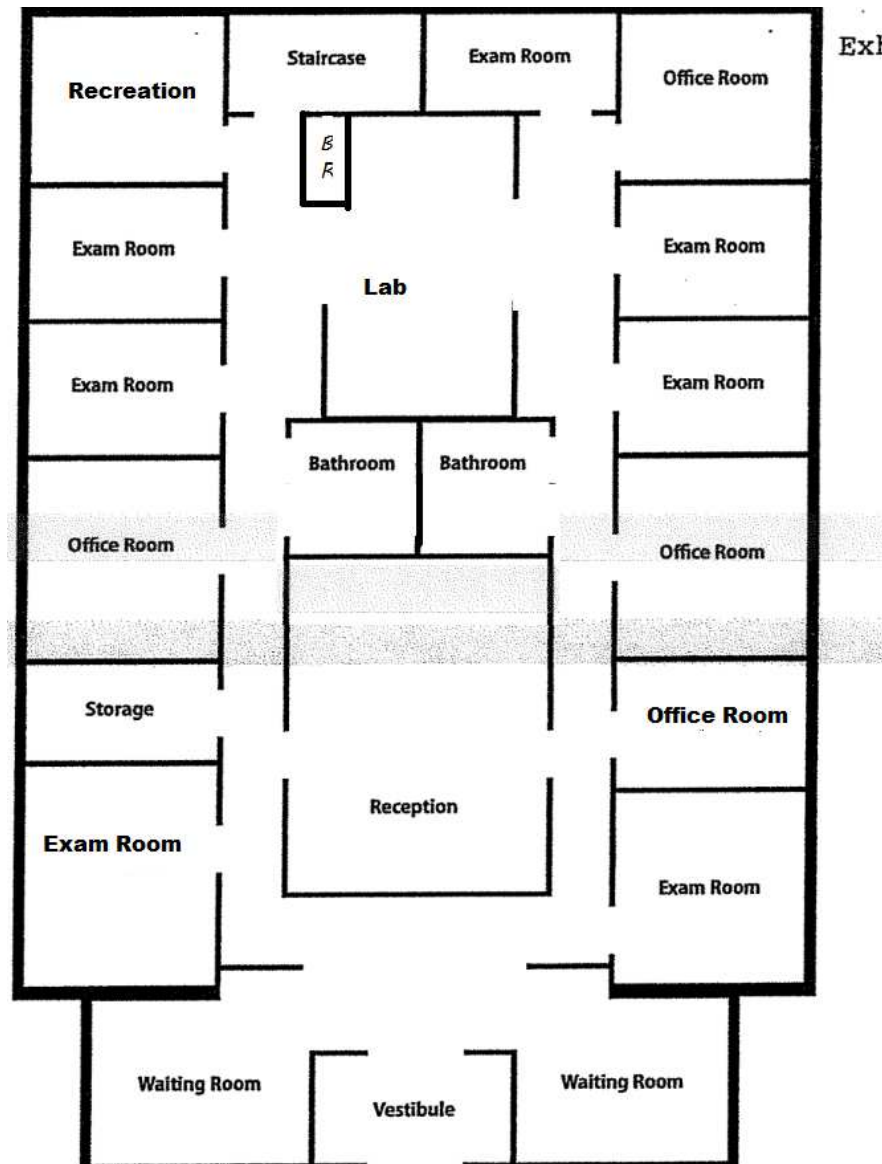 Exh
Staircase
Exam Room
Office Room
Recreation
B
R
Exam Room
Exam Room
Lab
Exam Room
Exam Room
Bathroom
Bathroom
Office Room
Office Room
Storage
Office Room
Reception
Exam Room
Exam Room
Waiting Room
Vestibule
Waiting Room